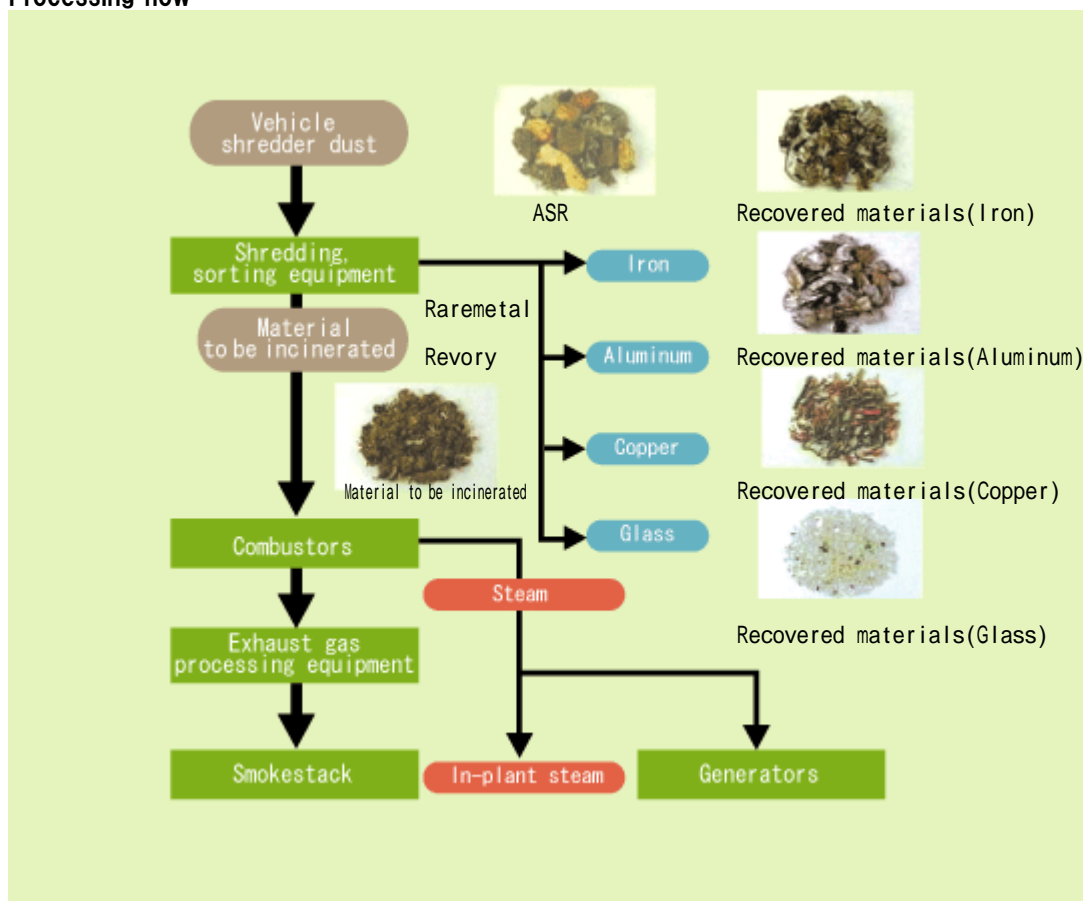 Processing flow
Vehicle
shredder dust
ASR
Recovered materials(Iron)
Shredding,
sorting equipment
Iron
Raremetal
Material
to be incinerated
Revory
Aluminum
Recovered materials(Aluminum)
Copper
Material to be incinerated
Recovered materials(Copper)
Combustors
Glass
Steam
Recovered materials(Glass)
Exhaust gas
processing equipment
Smokestack
In-plant steam
Generators